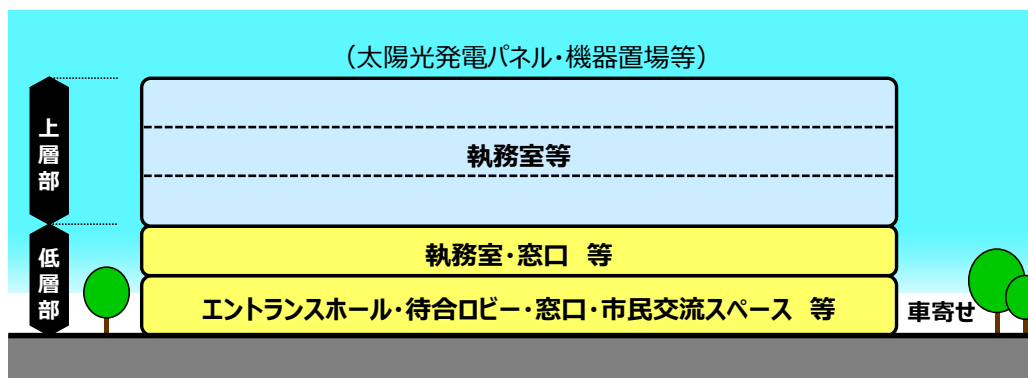 （太陽光発電パネル・機器置場等）
上層部
執務室等
低層部
執務室・窓口 等
エントランスホール・待合ロビー・窓口・市民交流スペース 等
車寄せ